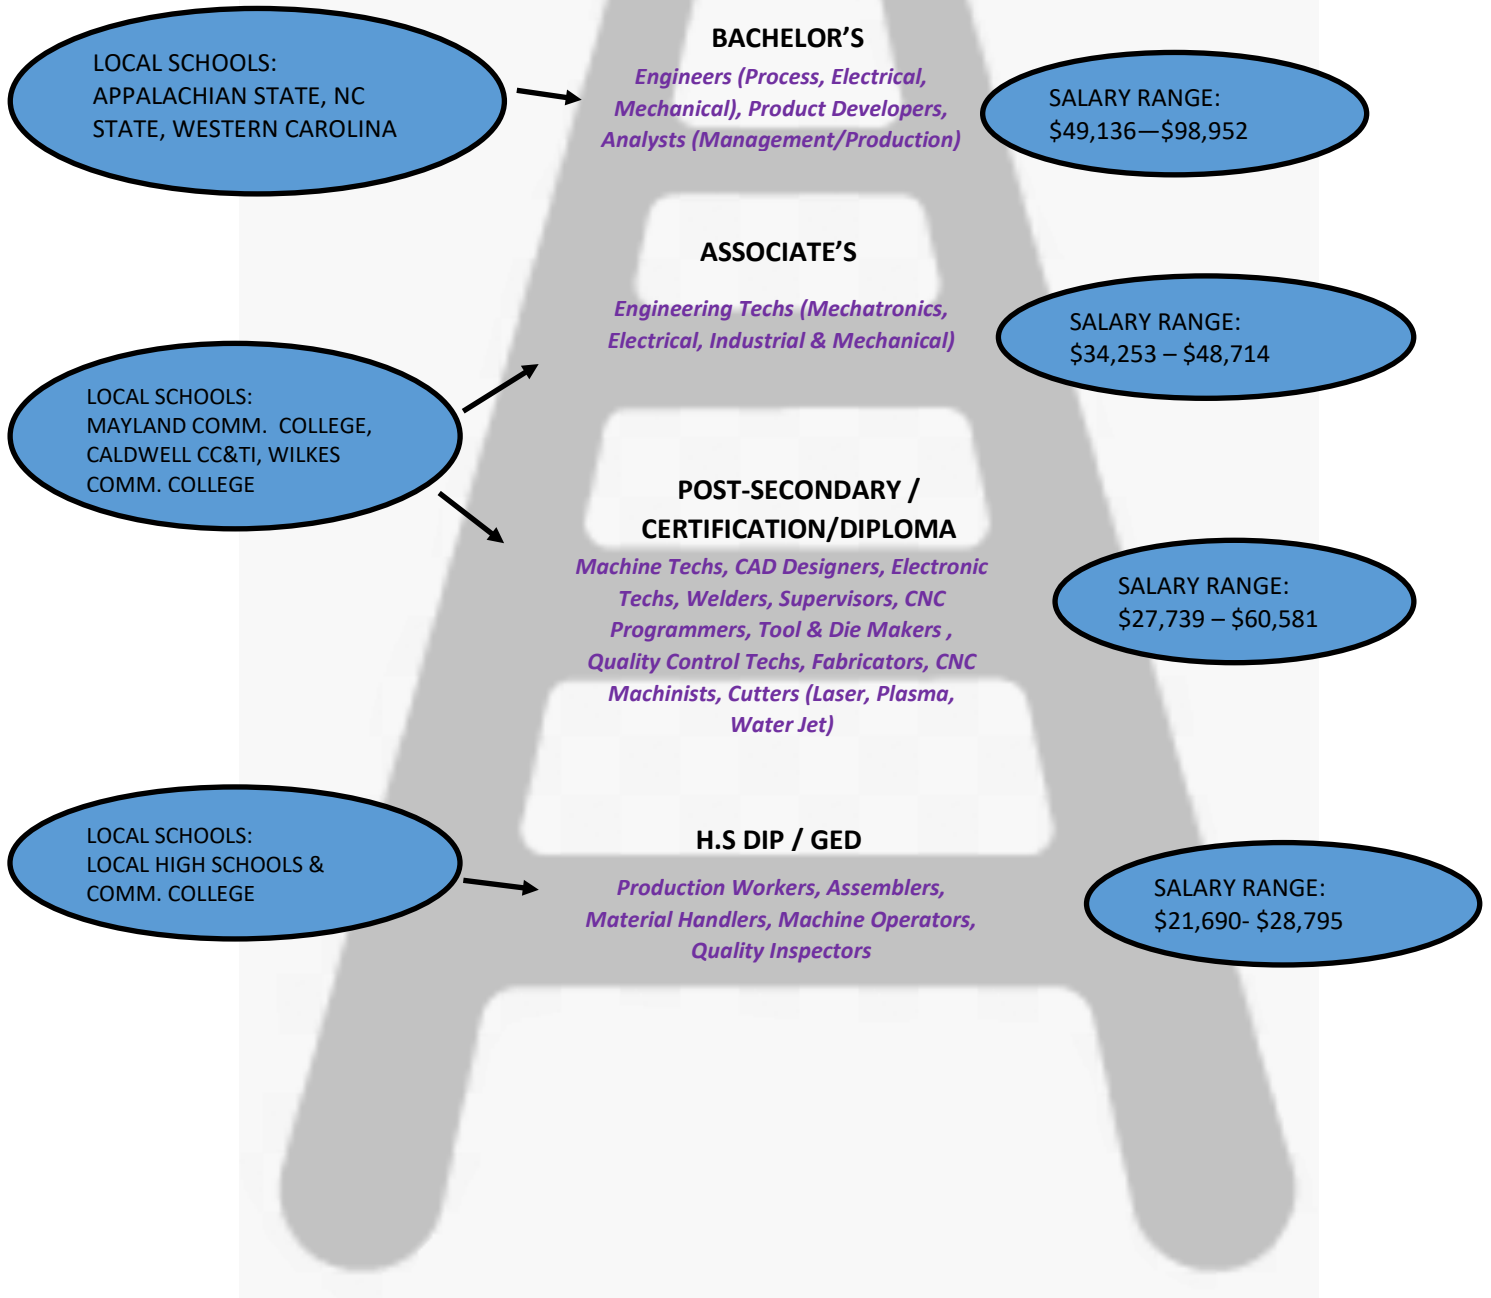 LOCAL SCHOOLS:
APPALACHIAN STATE, NC
STATE, WESTERN CAROLINA
BACHELOR’S
Engineers (Process, Electrical,
Mechanical), Product Developers,
Analysts (Management/Production)
SALARY RANGE:
$49,136—$98,952
ASSOCIATE’S
Engineering Techs (Mechatronics,
Electrical, Industrial & Mechanical)
SALARY RANGE:
$34,253 – $48,714
LOCAL SCHOOLS:
MAYLAND COMM.  COLLEGE,
CALDWELL CC&TI, WILKES
COMM. COLLEGE
POST-SECONDARY /
CERTIFICATION/DIPLOMA
Machine Techs, CAD Designers, Electronic
Techs, Welders, Supervisors, CNC
Programmers, Tool & Die Makers ,
Quality Control Techs, Fabricators, CNC
Machinists, Cutters (Laser, Plasma,
Water Jet)
SALARY RANGE:
$27,739 – $60,581
LOCAL SCHOOLS:
LOCAL HIGH SCHOOLS &
COMM. COLLEGE
H.S DIP / GED
Production Workers, Assemblers,
Material Handlers, Machine Operators,
Quality Inspectors
SALARY RANGE:
$21,690- $28,795